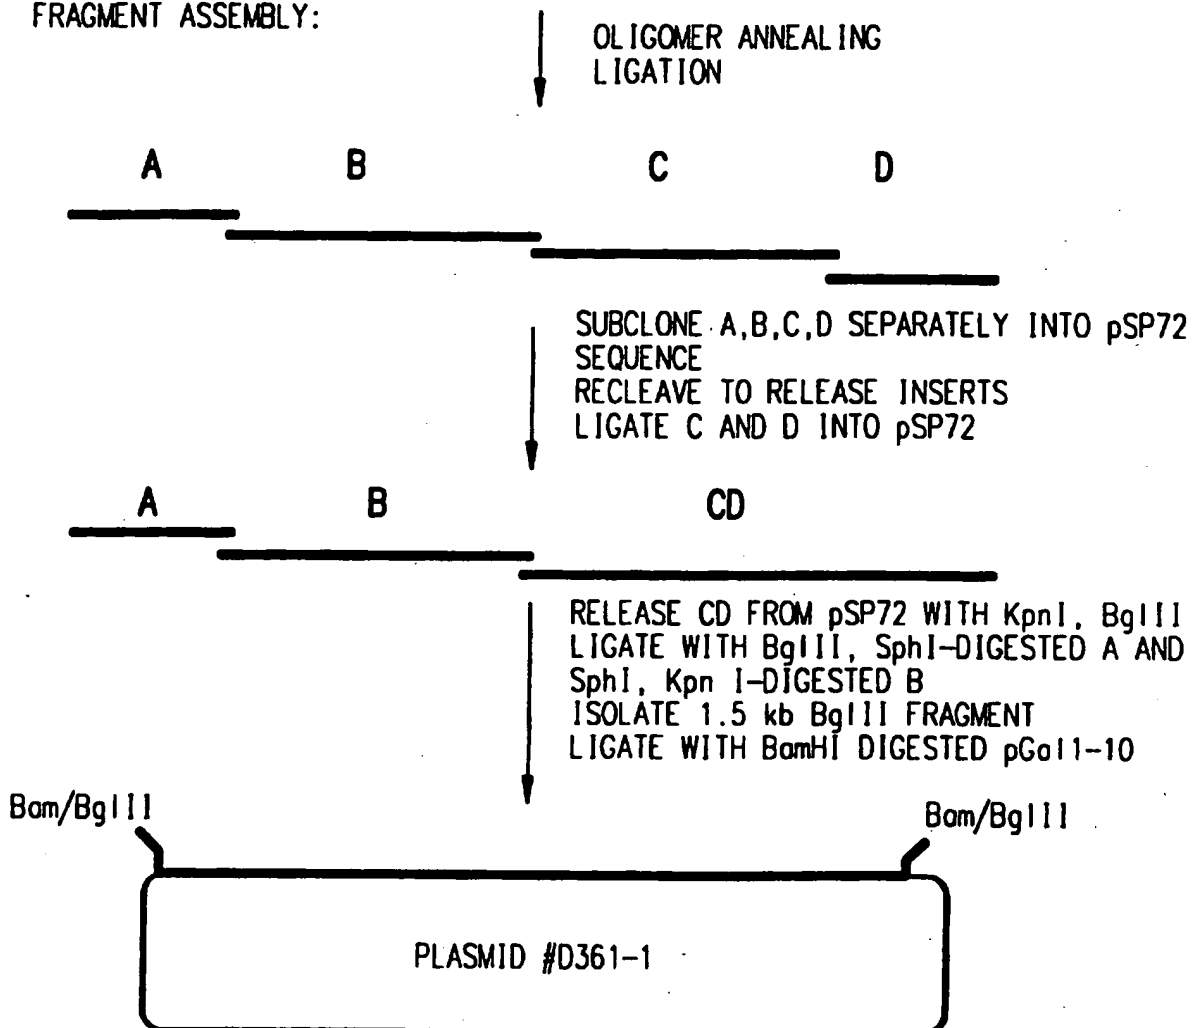 FRAGMENT ASSEMBLY:
OLIGOMER ANNEALING
LIGATION
A B C D
SUBCLONE A,B,C,D SEPARATELY INTO pSP72
SEQUENCE
RECLEAVE TO RELEASE INSERTS
LIGATE C AND D INTO pSP72
A B CD
RELEASE CD FROM pSP72 WITH KpnI, BglII
LIGATE WITH BglII, SphI-DIGESTED A AND
SphI, Kpn I-DIGESTED B
ISOLATE 1.5 kb BglII FRAGMENT
LIGATE WITH BamHI DIGESTED pGal1-10
Bam/BglII
Bam/BglII
PLASMID #D361-1